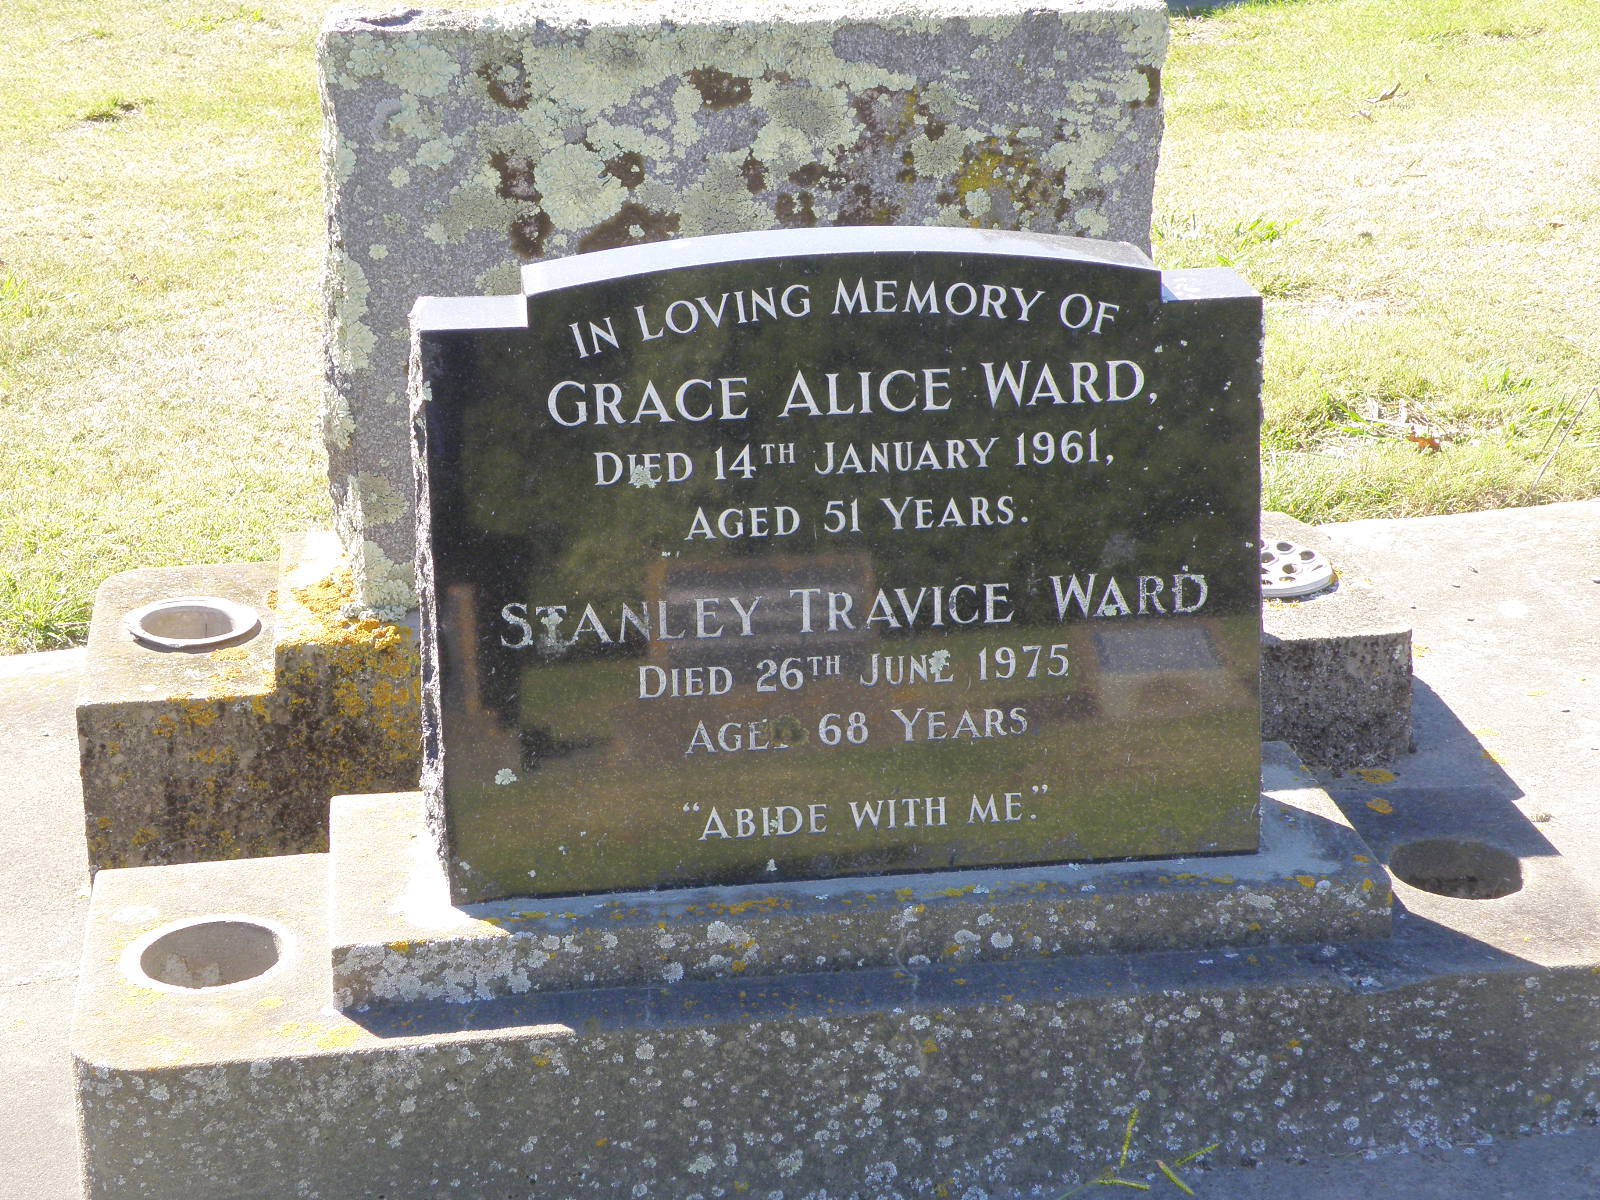 IN LOVING MEMORY OF
GRACE ALICE WARD,
DIED 14TH JANUARY 1961,
AGED 51 YEARS.
STANLEY TRAVICE WARD
DIED 26TH JUNE 1975
AGED 68 YEARS
"ABIDE WITH ME."